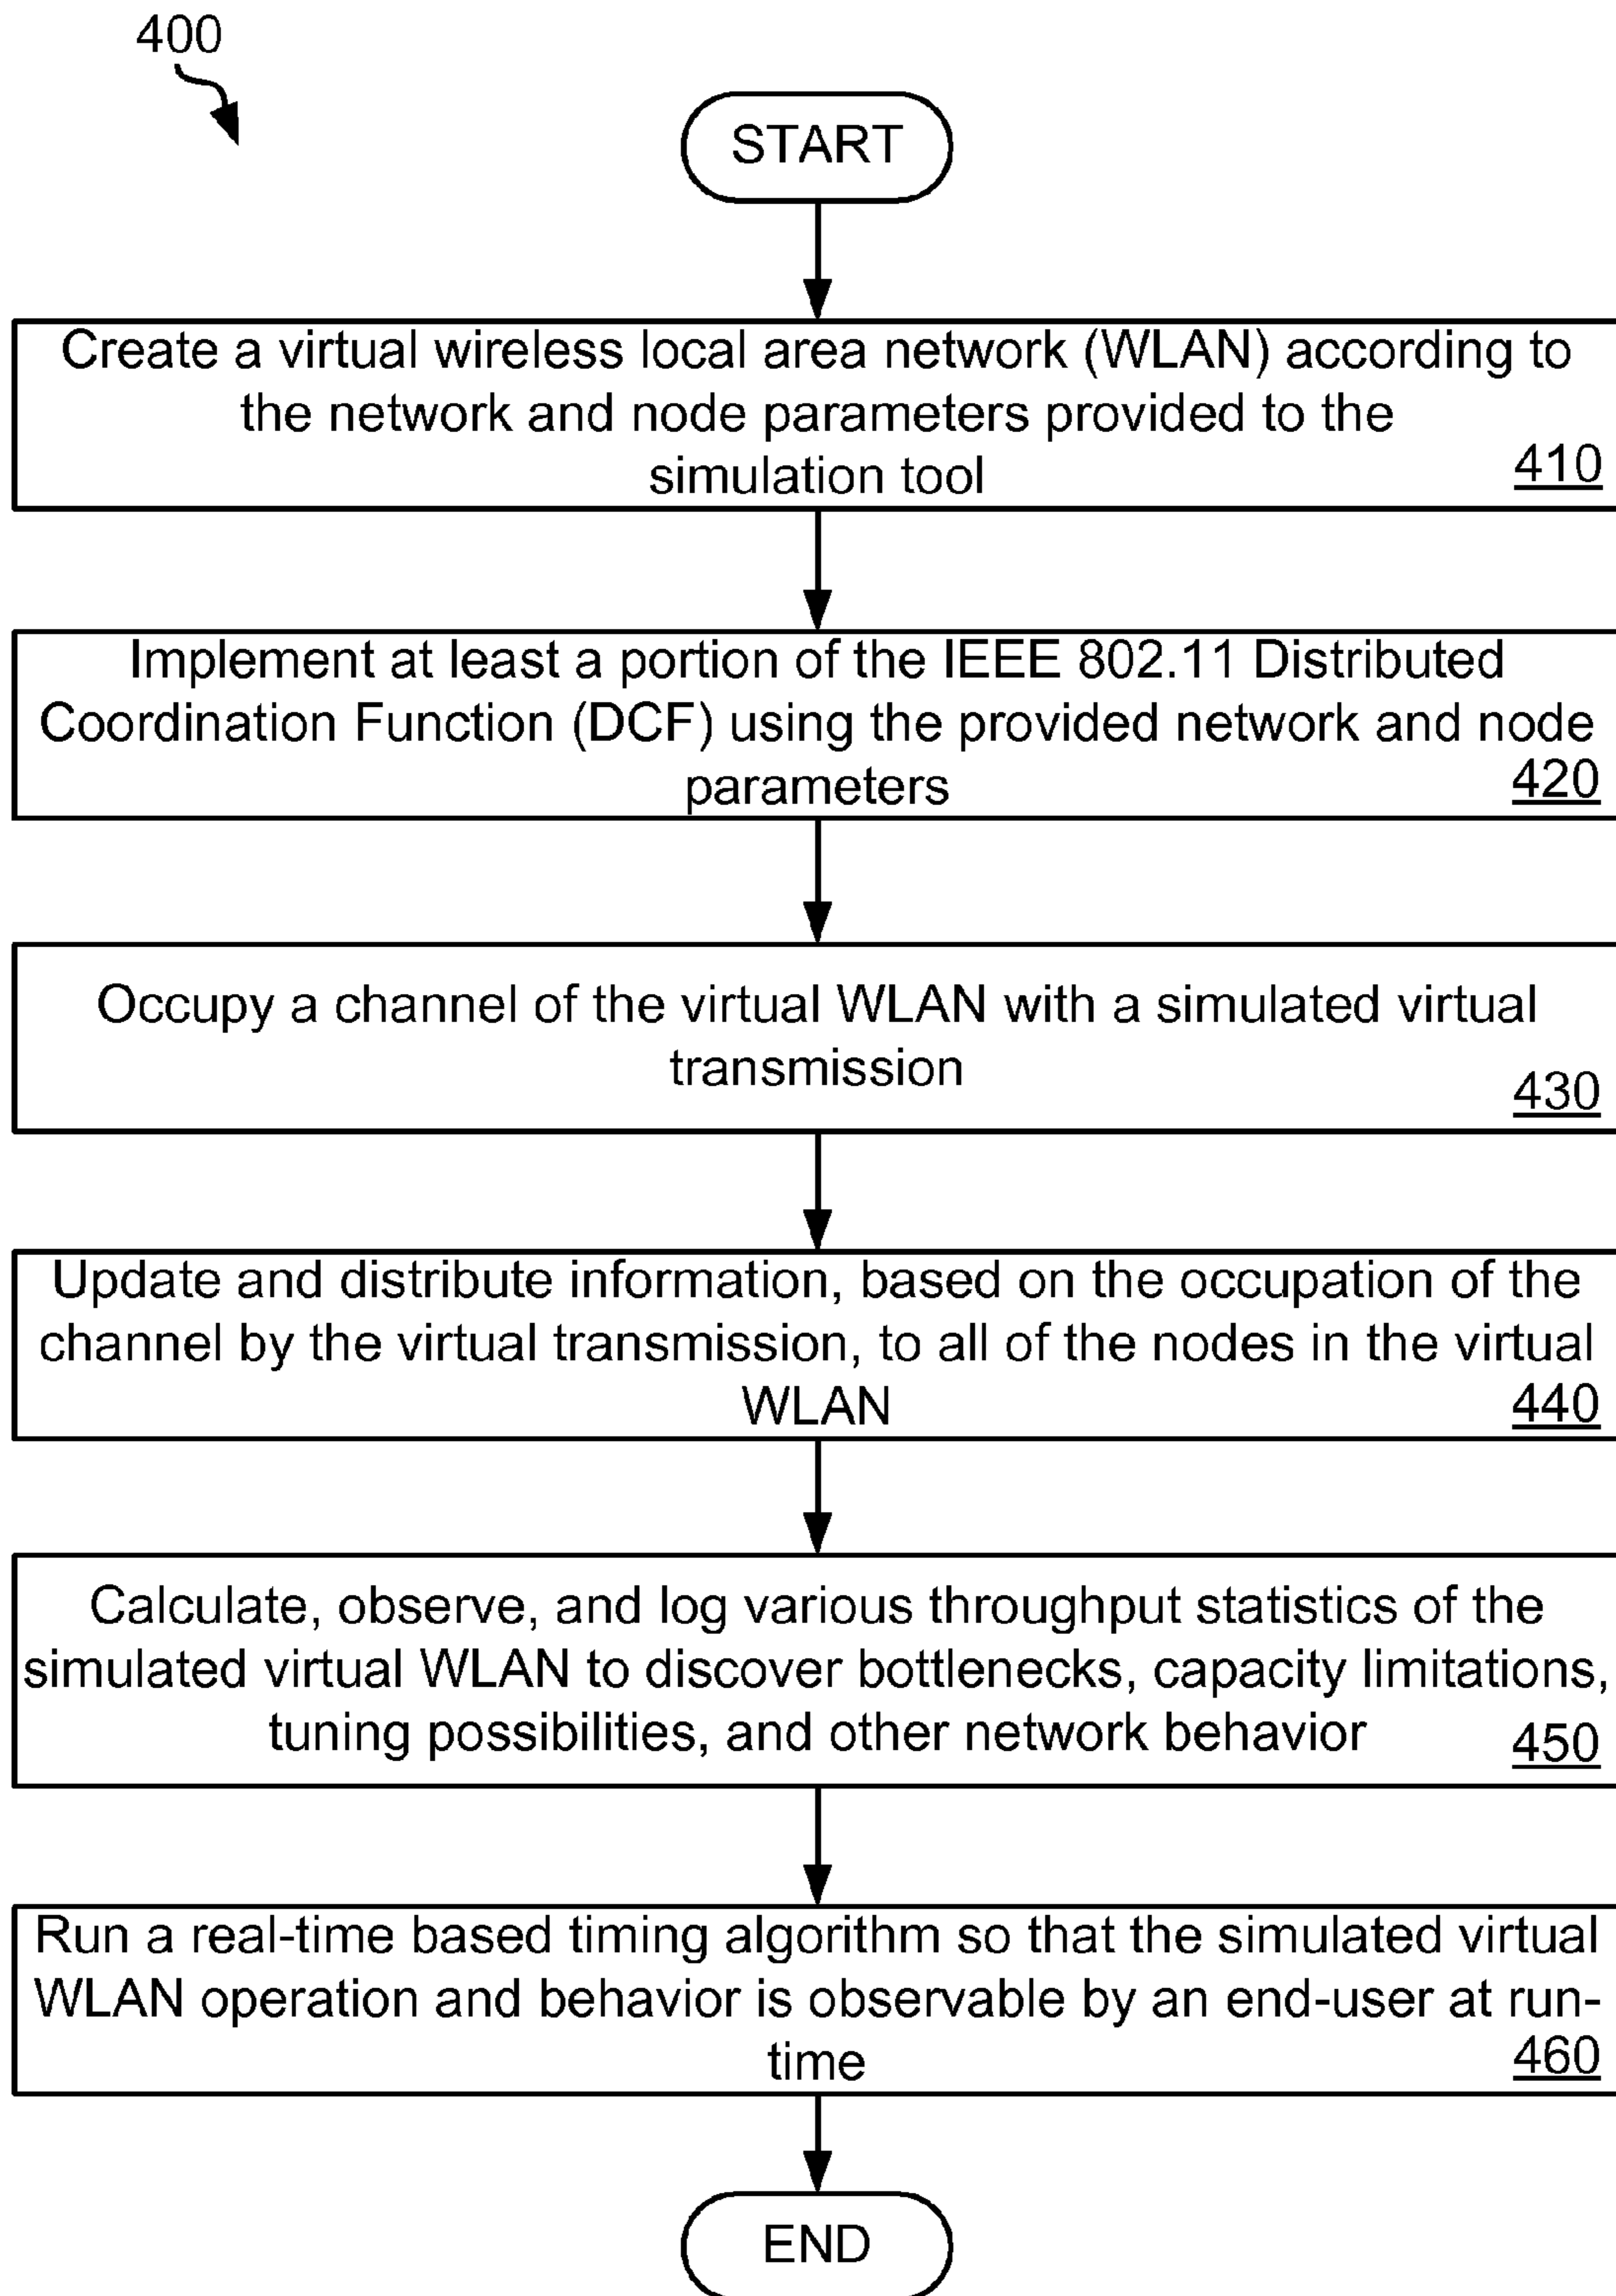 400
START
Create a virtual wireless local area network (WLAN) according to
the network and node parameters provided to the
simulation tool
410
Implement at least a portion of the IEEE 802.11 Distributed
Coordination Function (DCF) using the provided network and node
parameters
420
Occupy a channel of the virtual WLAN with a simulated virtual
transmission
430
Update and distribute information, based on the occupation of the
channel by the virtual transmission, to all of the nodes in the virtual
WLAN
440
Calculate, observe, and log various throughput statistics of the
simulated virtual WLAN to discover bottlenecks, capacity limitations,
tuning possibilities, and other network behavior
450
Run a real-time based timing algorithm so that the simulated virtual
WLAN operation and behavior is observable by an end-user at run-
time
460
END